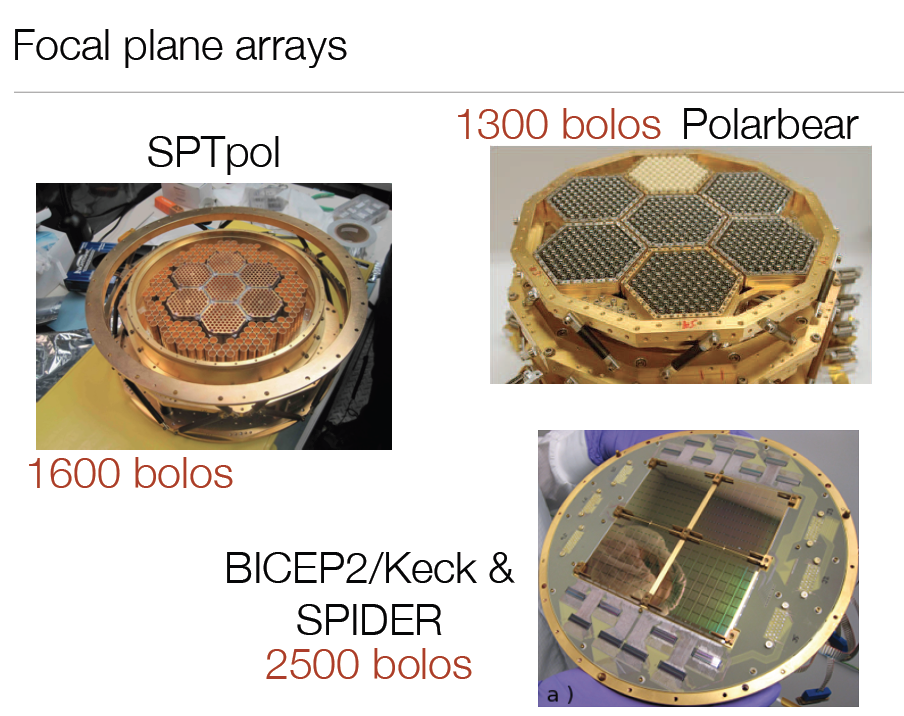 Focal plane arrays
1300 bolos Polarbear
SPTpol
1600 bolos
BICEP2/Keck &
SPIDER
2500 bolos
a )